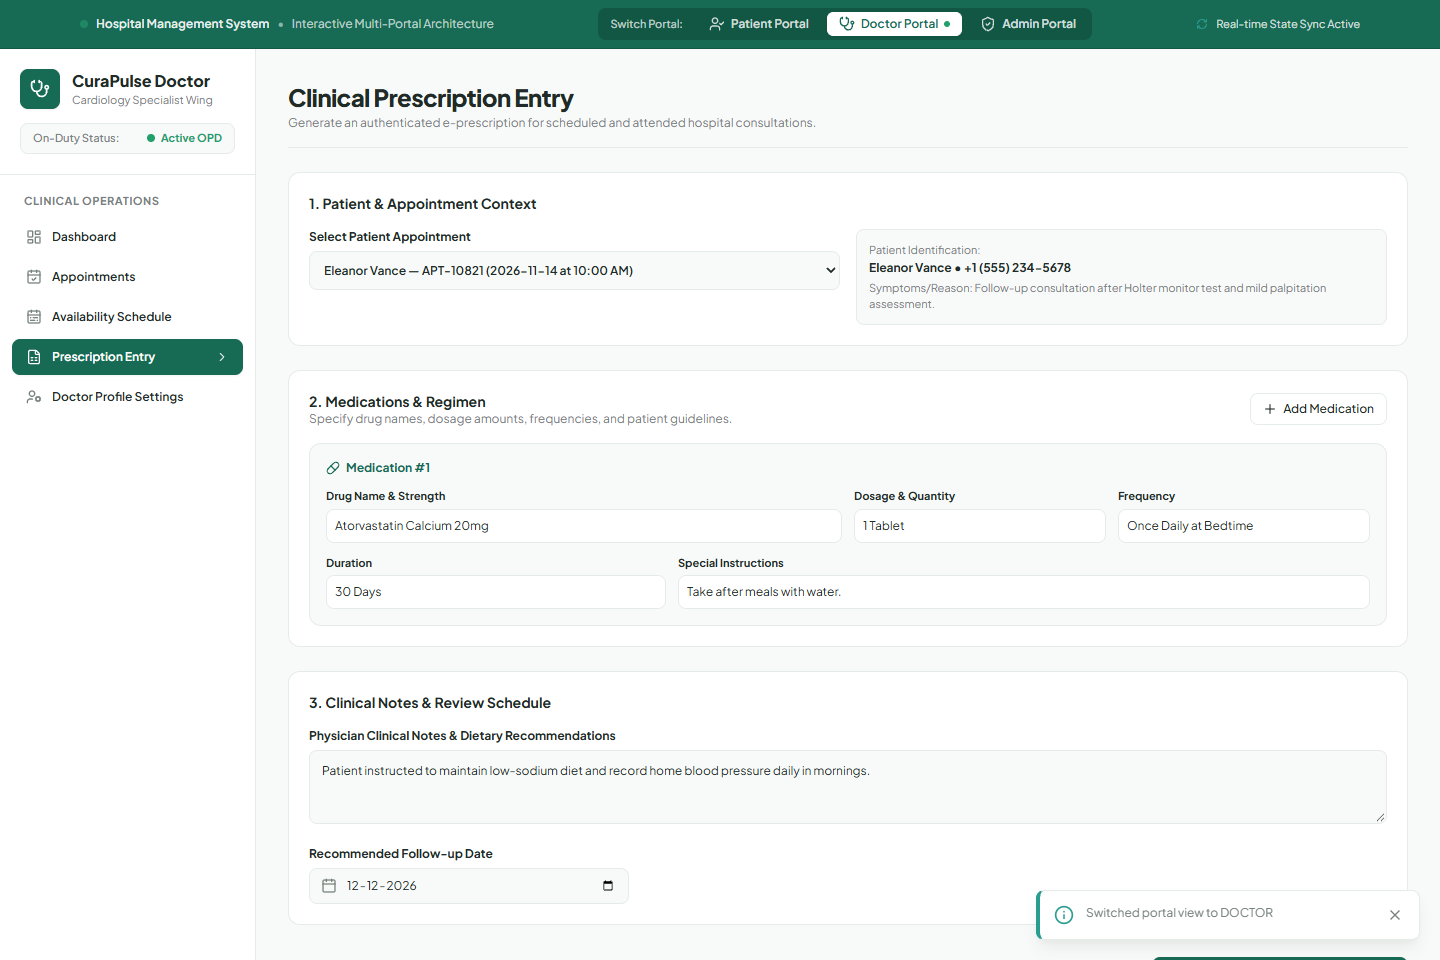 Hospital Management System • Interactive Multi-Portal Architecture
Switch Portal:
Patient Portal
Doctor Portal
Admin Portal
Real-time State Sync Active
CuraPulse Doctor
Cardiology Specialist Wing
On-Duty Status:
Active OPD
CLINICAL OPERATIONS
Dashboard
Appointments
Availability Schedule
Prescription Entry
Doctor Profile Settings
Clinical Prescription Entry
Generate an authenticated e-prescription for scheduled and attended hospital consultations.
1. Patient & Appointment Context
Select Patient Appointment
Eleanor Vance — APT-10821 (2026-11-14 at 10:00 AM)
Patient Identification:
Eleanor Vance • +1 (555) 234-5678
Symptoms/Reason: Follow-up consultation after Holter monitor test and mild palpitation
assessment.
2. Medications & Regimen
Specify drug names, dosage amounts, frequencies, and patient guidelines.
Add Medication
Medication #1
Drug Name & Strength
Atorvastatin Calcium 20mg
Dosage & Quantity
1 Tablet
Frequency
Once Daily at Bedtime
Duration
30 Days
Special Instructions
Take after meals with water.
3. Clinical Notes & Review Schedule
Physician Clinical Notes & Dietary Recommendations
Patient instructed to maintain low-sodium diet and record home blood pressure daily in mornings.
Recommended Follow-up Date
12-12-2026
Switched portal view to DOCTOR